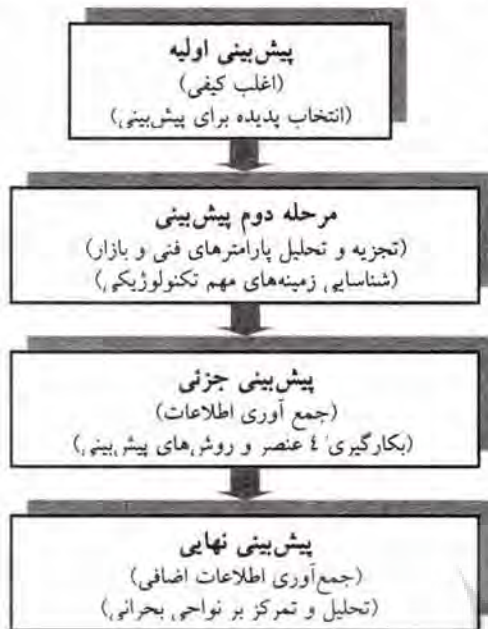 پیش‌بینی اولیه
(اغلب کیفی)
(انتخاب پدیده برای پیش‌بینی)
مرحله دوم پیش‌بینی
(تجزیه و تحلیل پارامترهای فنی و بازار)
(شناسایی زمینه‌های مهم تکنولوژیکی)
پیش‌بینی جزئی
(جمع آوری اطلاعات)
(بکارگیری ٤ عنصر و روش‌های پیش‌بینی)
پیش‌بینی نهایی
(جمع‌آوری اطلاعات اضافی)
(تحلیل و تمرکز بر نواحی بحرانی)